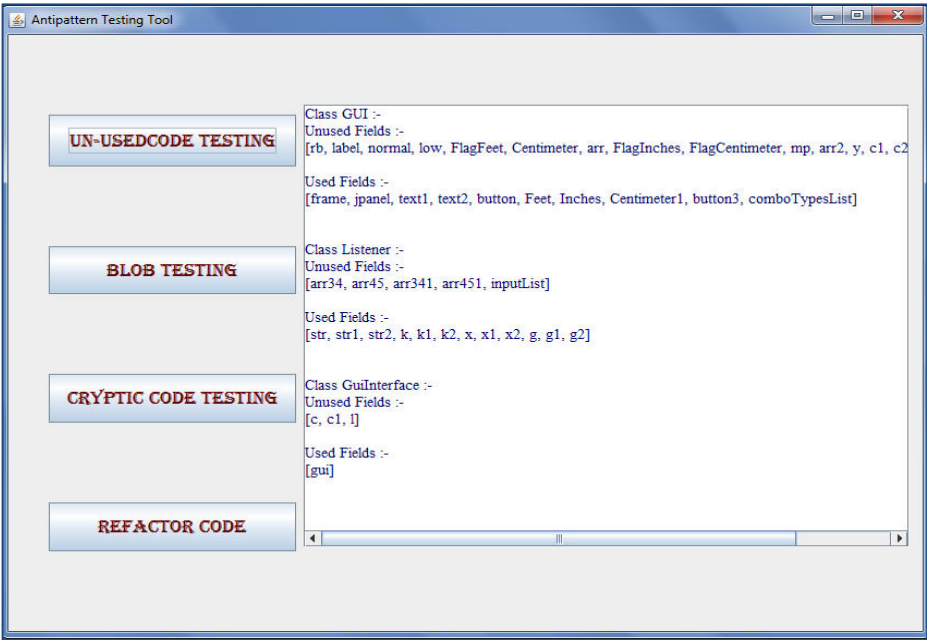 Antipattern Testing Tool
UN-USEDCODE TESTING
BLOB TESTING
CRYPTIC CODE TESTING
REFACTOR CODE
Class GUI :-
Unused Fields :-
[rb, label, normal, low, FlagFeet, Centimeter, arr, FlagInches, FlagCentimeter, mp, arr2, y, c1, c2
Used Fields :-
[frame, jpanel, text1, text2, button, Feet, Inches, Centimeter1, button3, comboTypesList]
Class Listener :-
Unused Fields :-
[arr34, arr45, arr341, arr451, inputList]
Used Fields :-
[str, str1, str2, k, k1, k2, x, x1, x2, g, g1, g2]
Class GuiInterface :-
Unused Fields :-
[c, c1, l]
Used Fields :-
[gui]